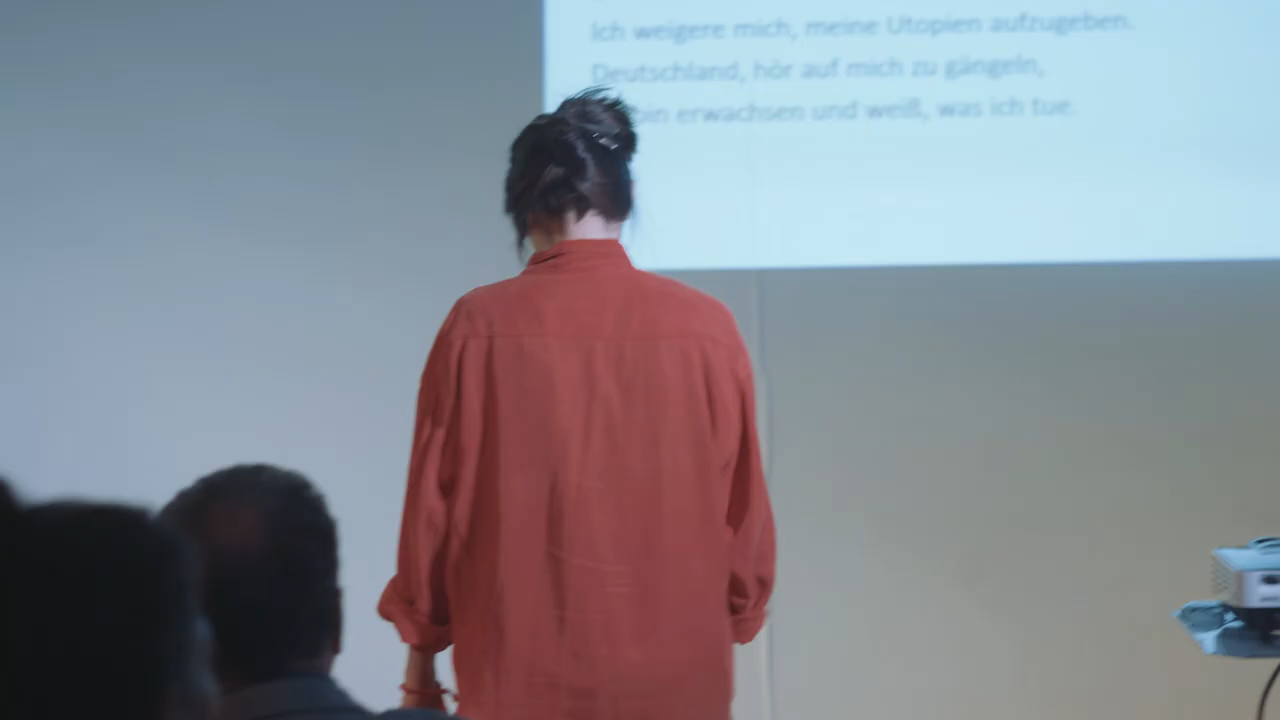 Ich weigere mich, meine Utopien aufzugeben.
Deutschland, hör auf mich zu gängeln,
bin erwachsen und weiß, was ich tue.